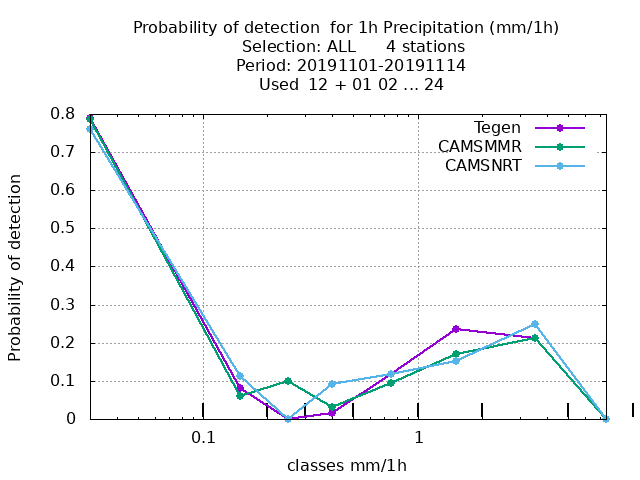 Probability of detection  for 1h Precipitation (mm/1h)
Selection: ALL      4 stations
Period: 20191101-20191114
Used  12 + 01 02 ... 24
Tegen
CAMSMMR
CAMSNRT
0.8
0.7
0.6
0.5
0.4
0.3
0.2
0.1
0
Probability of detection
0.1
1
classes mm/1h